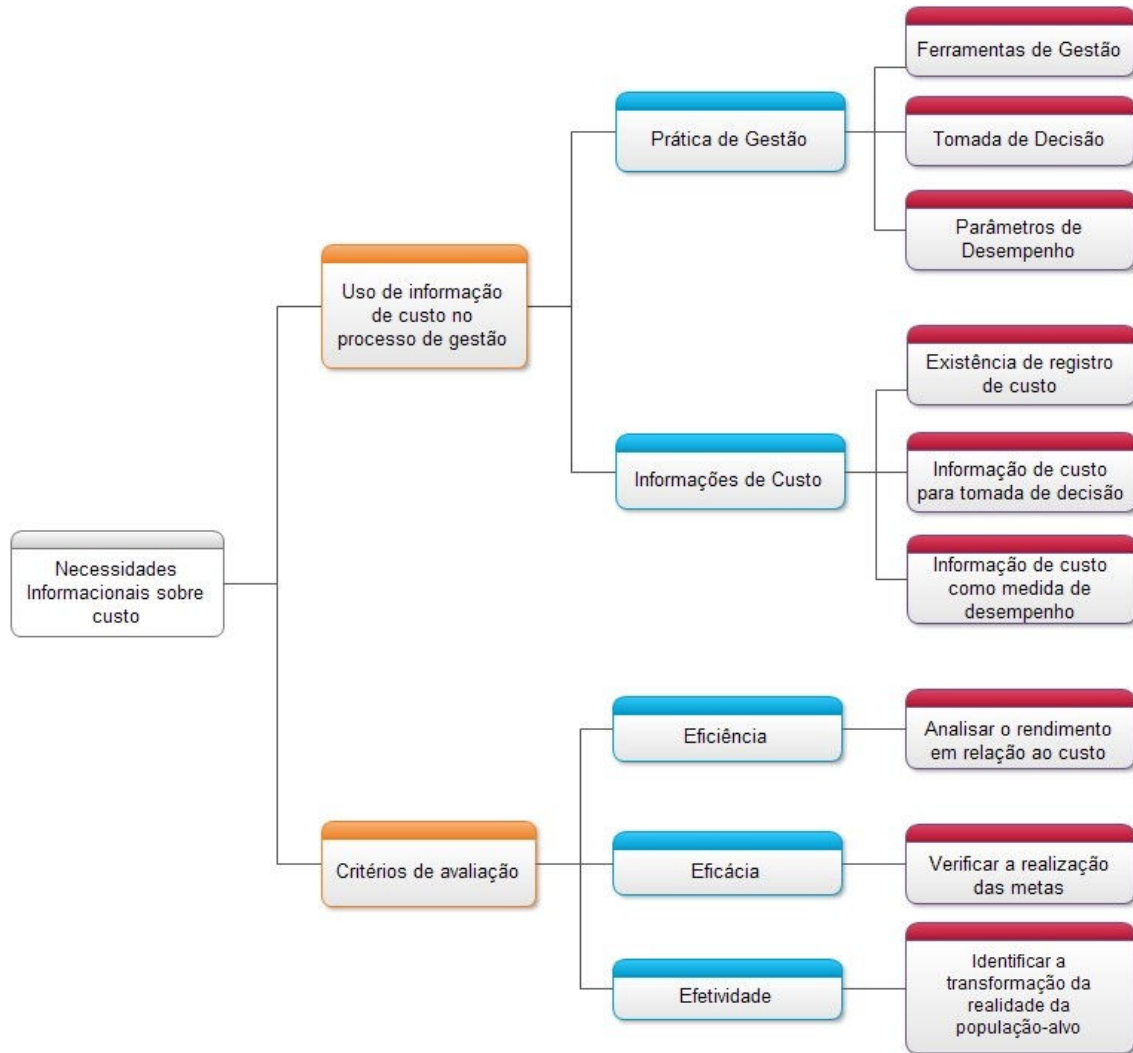 Ferramentas de Gestão
Prática de Gestão
Tomada de Decisão
Parâmetros de
Desempenho
Uso de informação
de custo no
processo de gestão
Existência de registro
de custo
Informações de Custo
Informação de custo
para tomada de decisão
Informação de custo
como medida de
desempenho
Necessidades
Informacionais sobre
custo
Eficiência
Analisar o rendimento
em relação ao custo
Critérios de avaliação
Eficácia
Verificar a realização
das metas
Efetividade
Identificar a
transformação da
realidade da
população-alvo